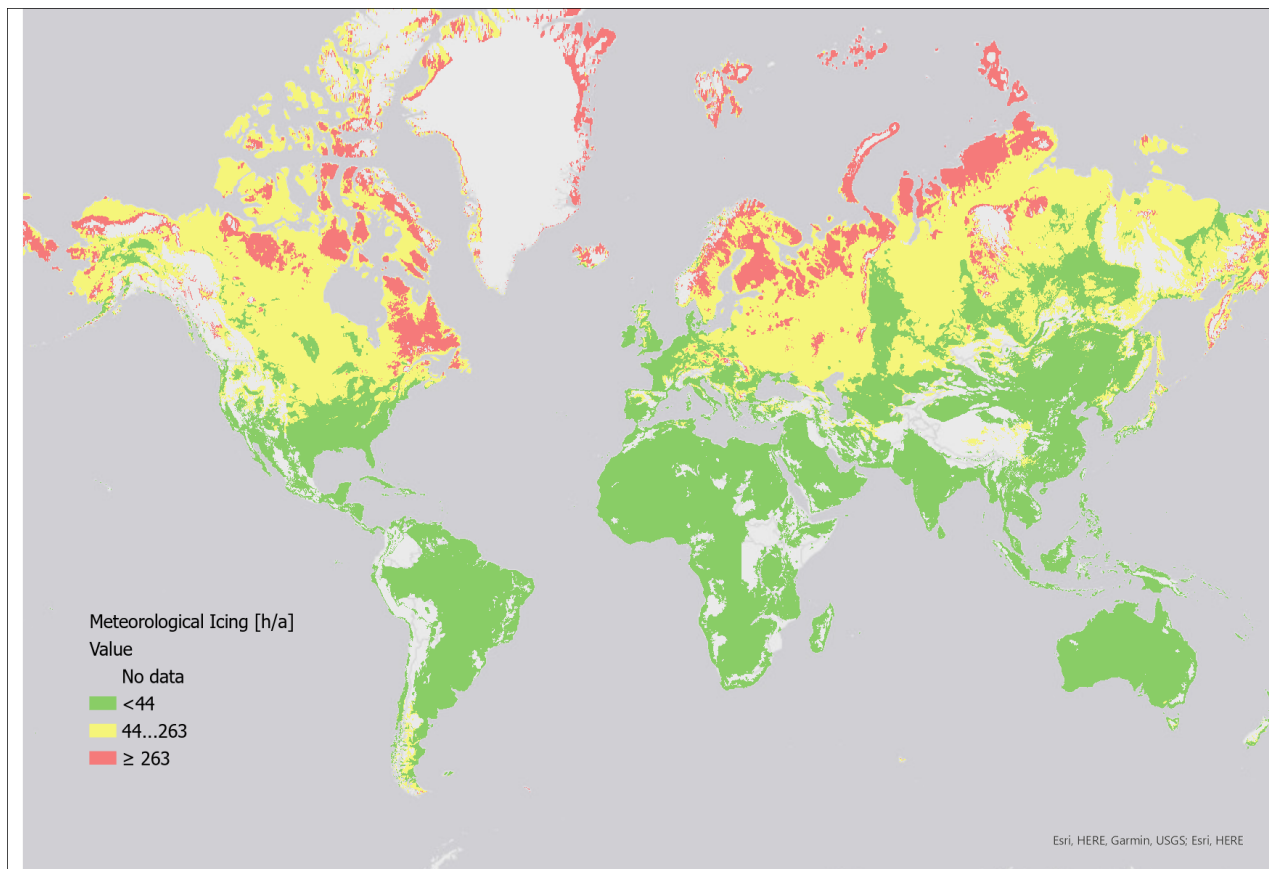 Meteorological Icing [h/a]
Value
No data
<44
44...263
≥ 263
Esri, HERE, Garmin, USGS; Esri, HERE